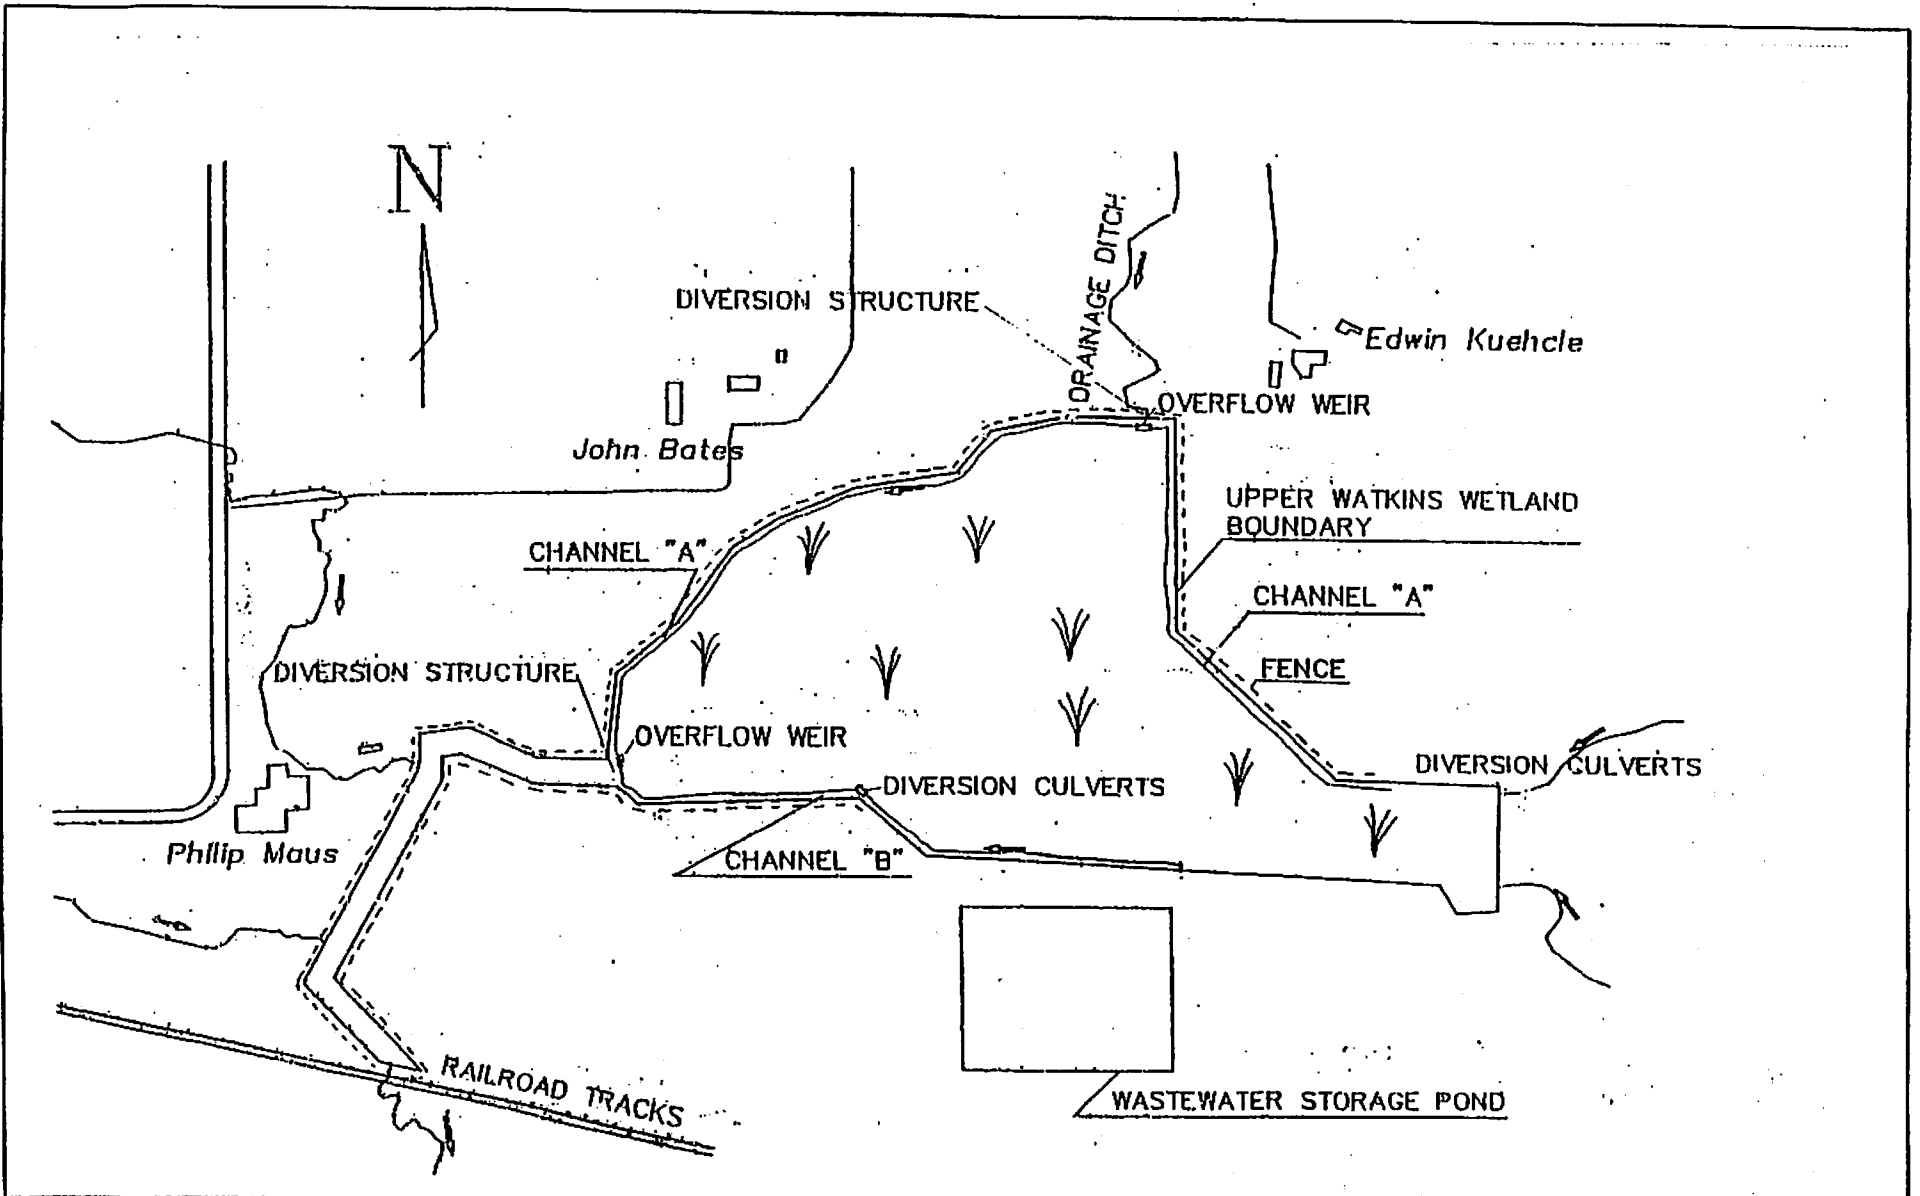 N
DRAINAGE DITCH
DIVERSION STRUCTURE
Edwin Kuehcle
OVERFLOW WEIR
John Bates
UPPER WATKINS WETLAND
BOUNDARY
CHANNEL "A"
CHANNEL "A"
FENCE
DIVERSION STRUCTURE
OVERFLOW WEIR
DIVERSION CULVERTS
DIVERSION CULVERTS
Philip Maus
CHANNEL "B"
RAILROAD TRACKS
WASTEWATER STORAGE POND